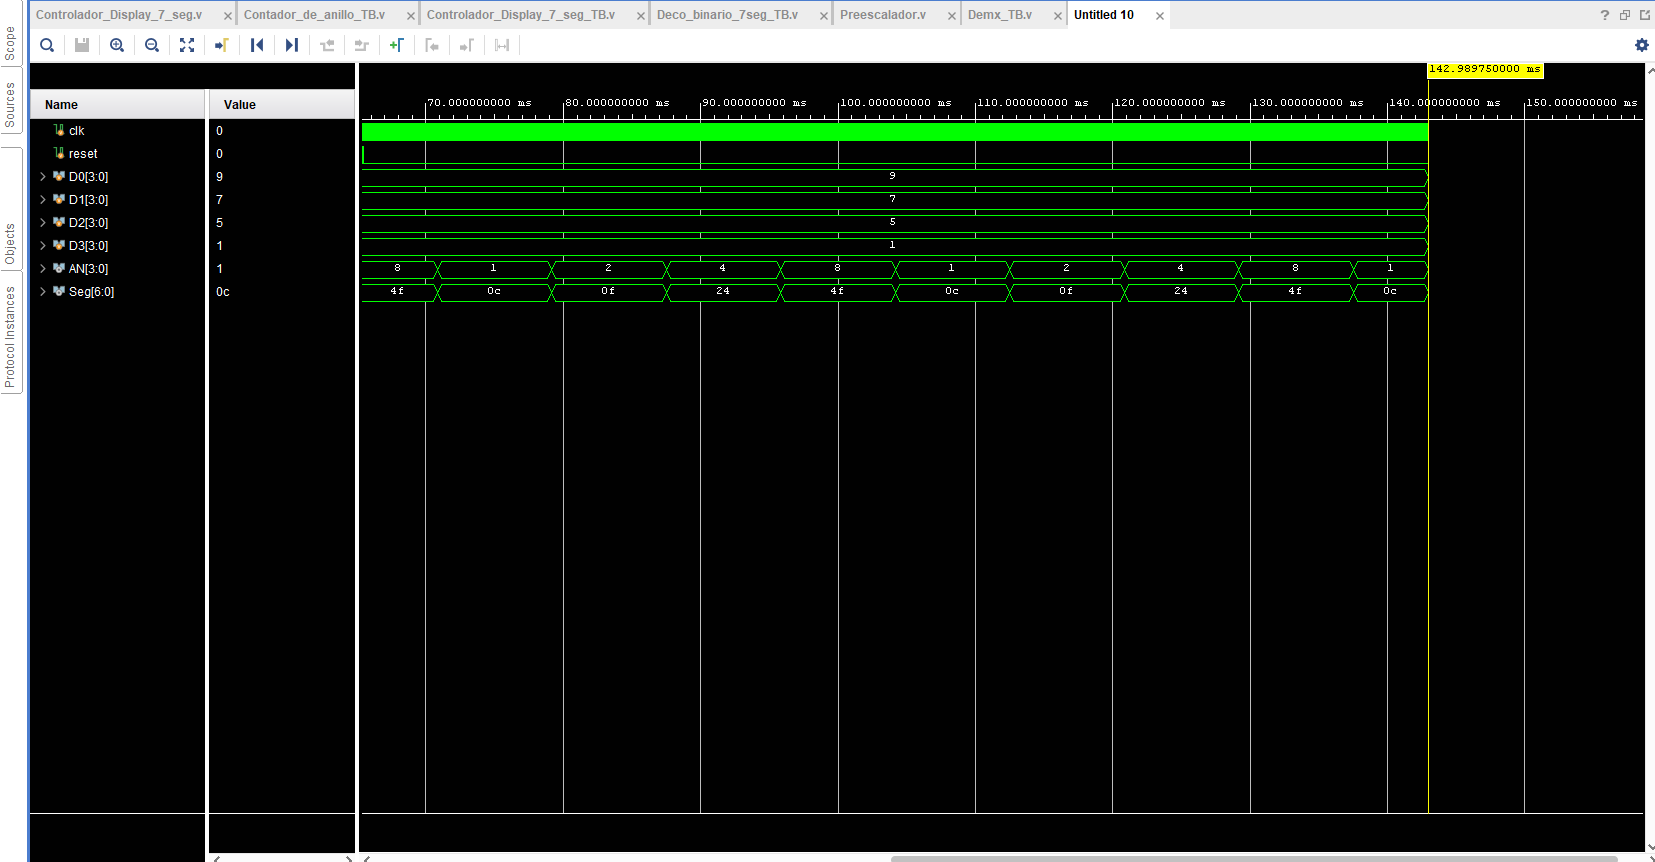 Controlador_Display_7_seg.v Contador_de_anillo_TB.v Controlador_Display_7_seg_TB.v Deco_binario_7seg_TB.v Preescalador.v Demx_TB.v Untitled 10
Scope
Sources
Objects
Protocol Instances
142.989750000 ms
70.000000000 ms 80.000000000 ms 90.000000000 ms 100.000000000 ms 110.000000000 ms 120.000000000 ms 130.000000000 ms 140.000000000 ms 150.000000000 ms
Name Value
clk 0
reset 0
D0[3:0] 9 9
D1[3:0] 7 7
D2[3:0] 5 5
D3[3:0] 1 1
AN[3:0] 1 8 1 2 4 8 1 2 4 8 1
Seg[6:0] 0c 4f 0c 0f 24 4f 0c 0f 24 4f 0c